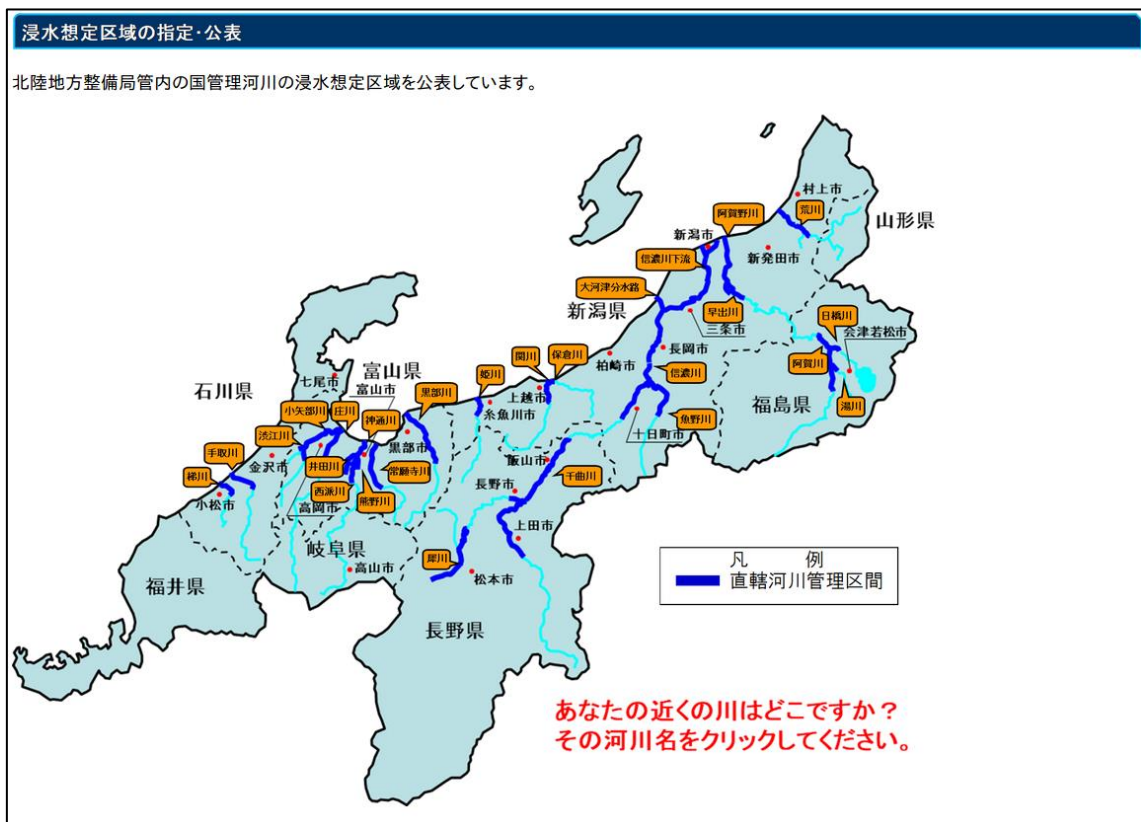 浸水想定区域の指定・公表
北陸地方整備局管内の国管理河川の浸水想定区域を公表しています。
村上市
荒川
山形県
阿賀野川
新潟市
信濃川下流
新発田市
大河津分水路
新潟県
早出川
三条市
日橋川
会津若松市
阿賀川
湯川
福島県
長岡市
信濃川
柏崎市
魚野川
十日町市
関川
保倉川
上越市
姫川
糸魚川市
富山県
黒部川
石川県
七尾市
富山市
小矢部川
庄川
神通川
黒部市
渋江川
手取川
金沢市
井田川
常願寺川
梯川
西派川
熊野川
小松市
高岡市
飯山市
千曲川
長野市
上田市
岐阜県
高山市
犀川
松本市
福井県
長野県
凡 例
直轄河川管理区間
あなたの近くの川はどこですか?
その河川名をクリックしてください。